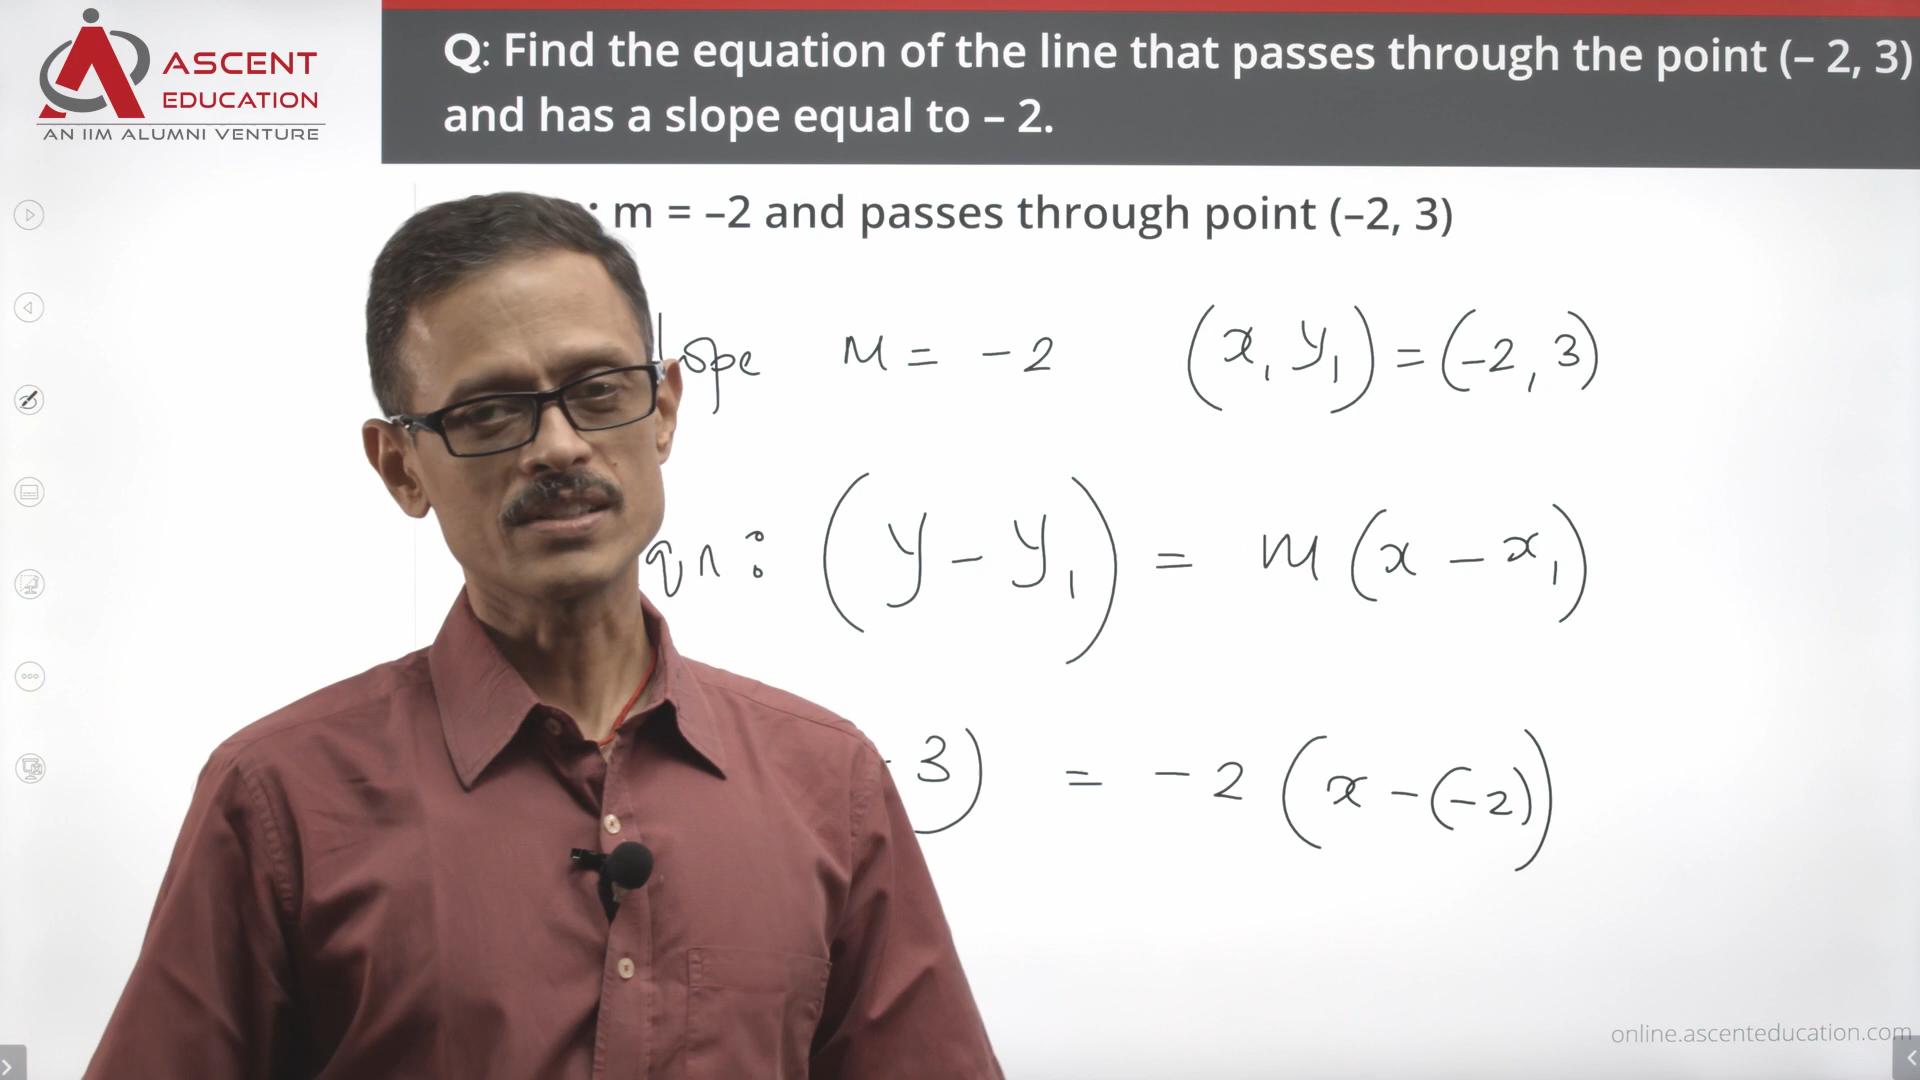 ASCENT
EDUCATION
AN IIM ALUMNI VENTURE
Q: Find the equation of the line that passes through the point (– 2, 3)
and has a slope equal to – 2.
: m = –2 and passes through point (–2, 3)
lope m = -2 (x₁ y₁) = (-2, 3)
qn: (y - y₁) = m(x - x₁)
3) = -2(x - (-2))
online.ascenteducation.com